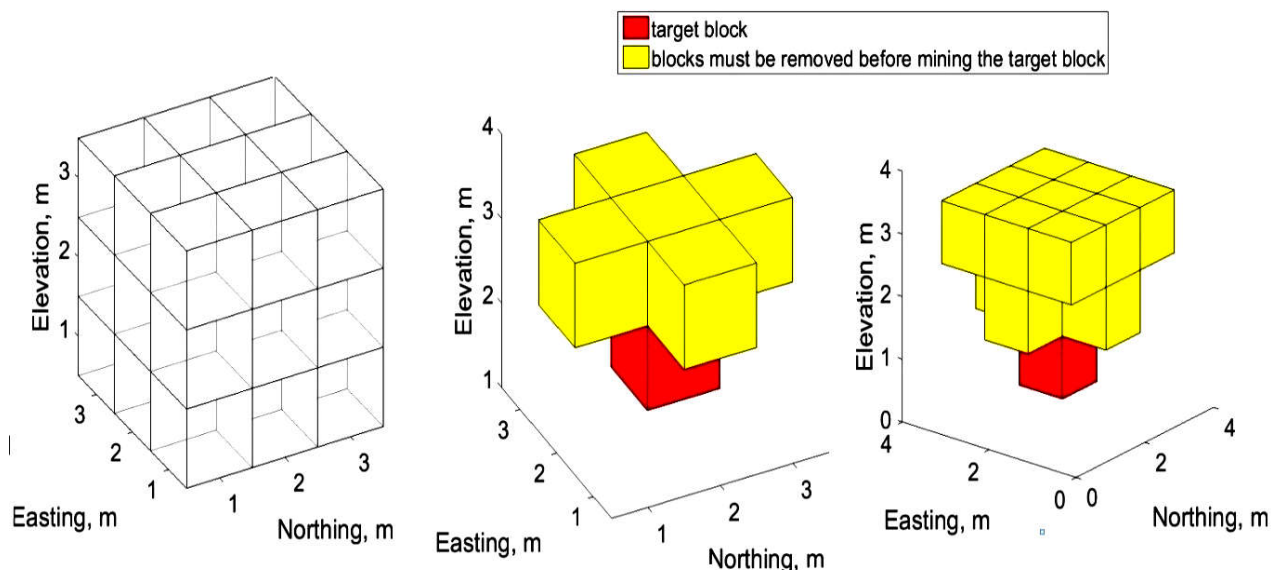 target block
blocks must be removed before mining the target block
3
2
1
Elevation, m
3
2
1
Easting, m
1
2
3
Northing, m
4
3
2
1
Elevation, m
3
2
1
Easting, m
1
2
3
Northing, m
4
3
2
1
0
Elevation, m
4
2
0
Easting, m
0
2
4
Northing, m